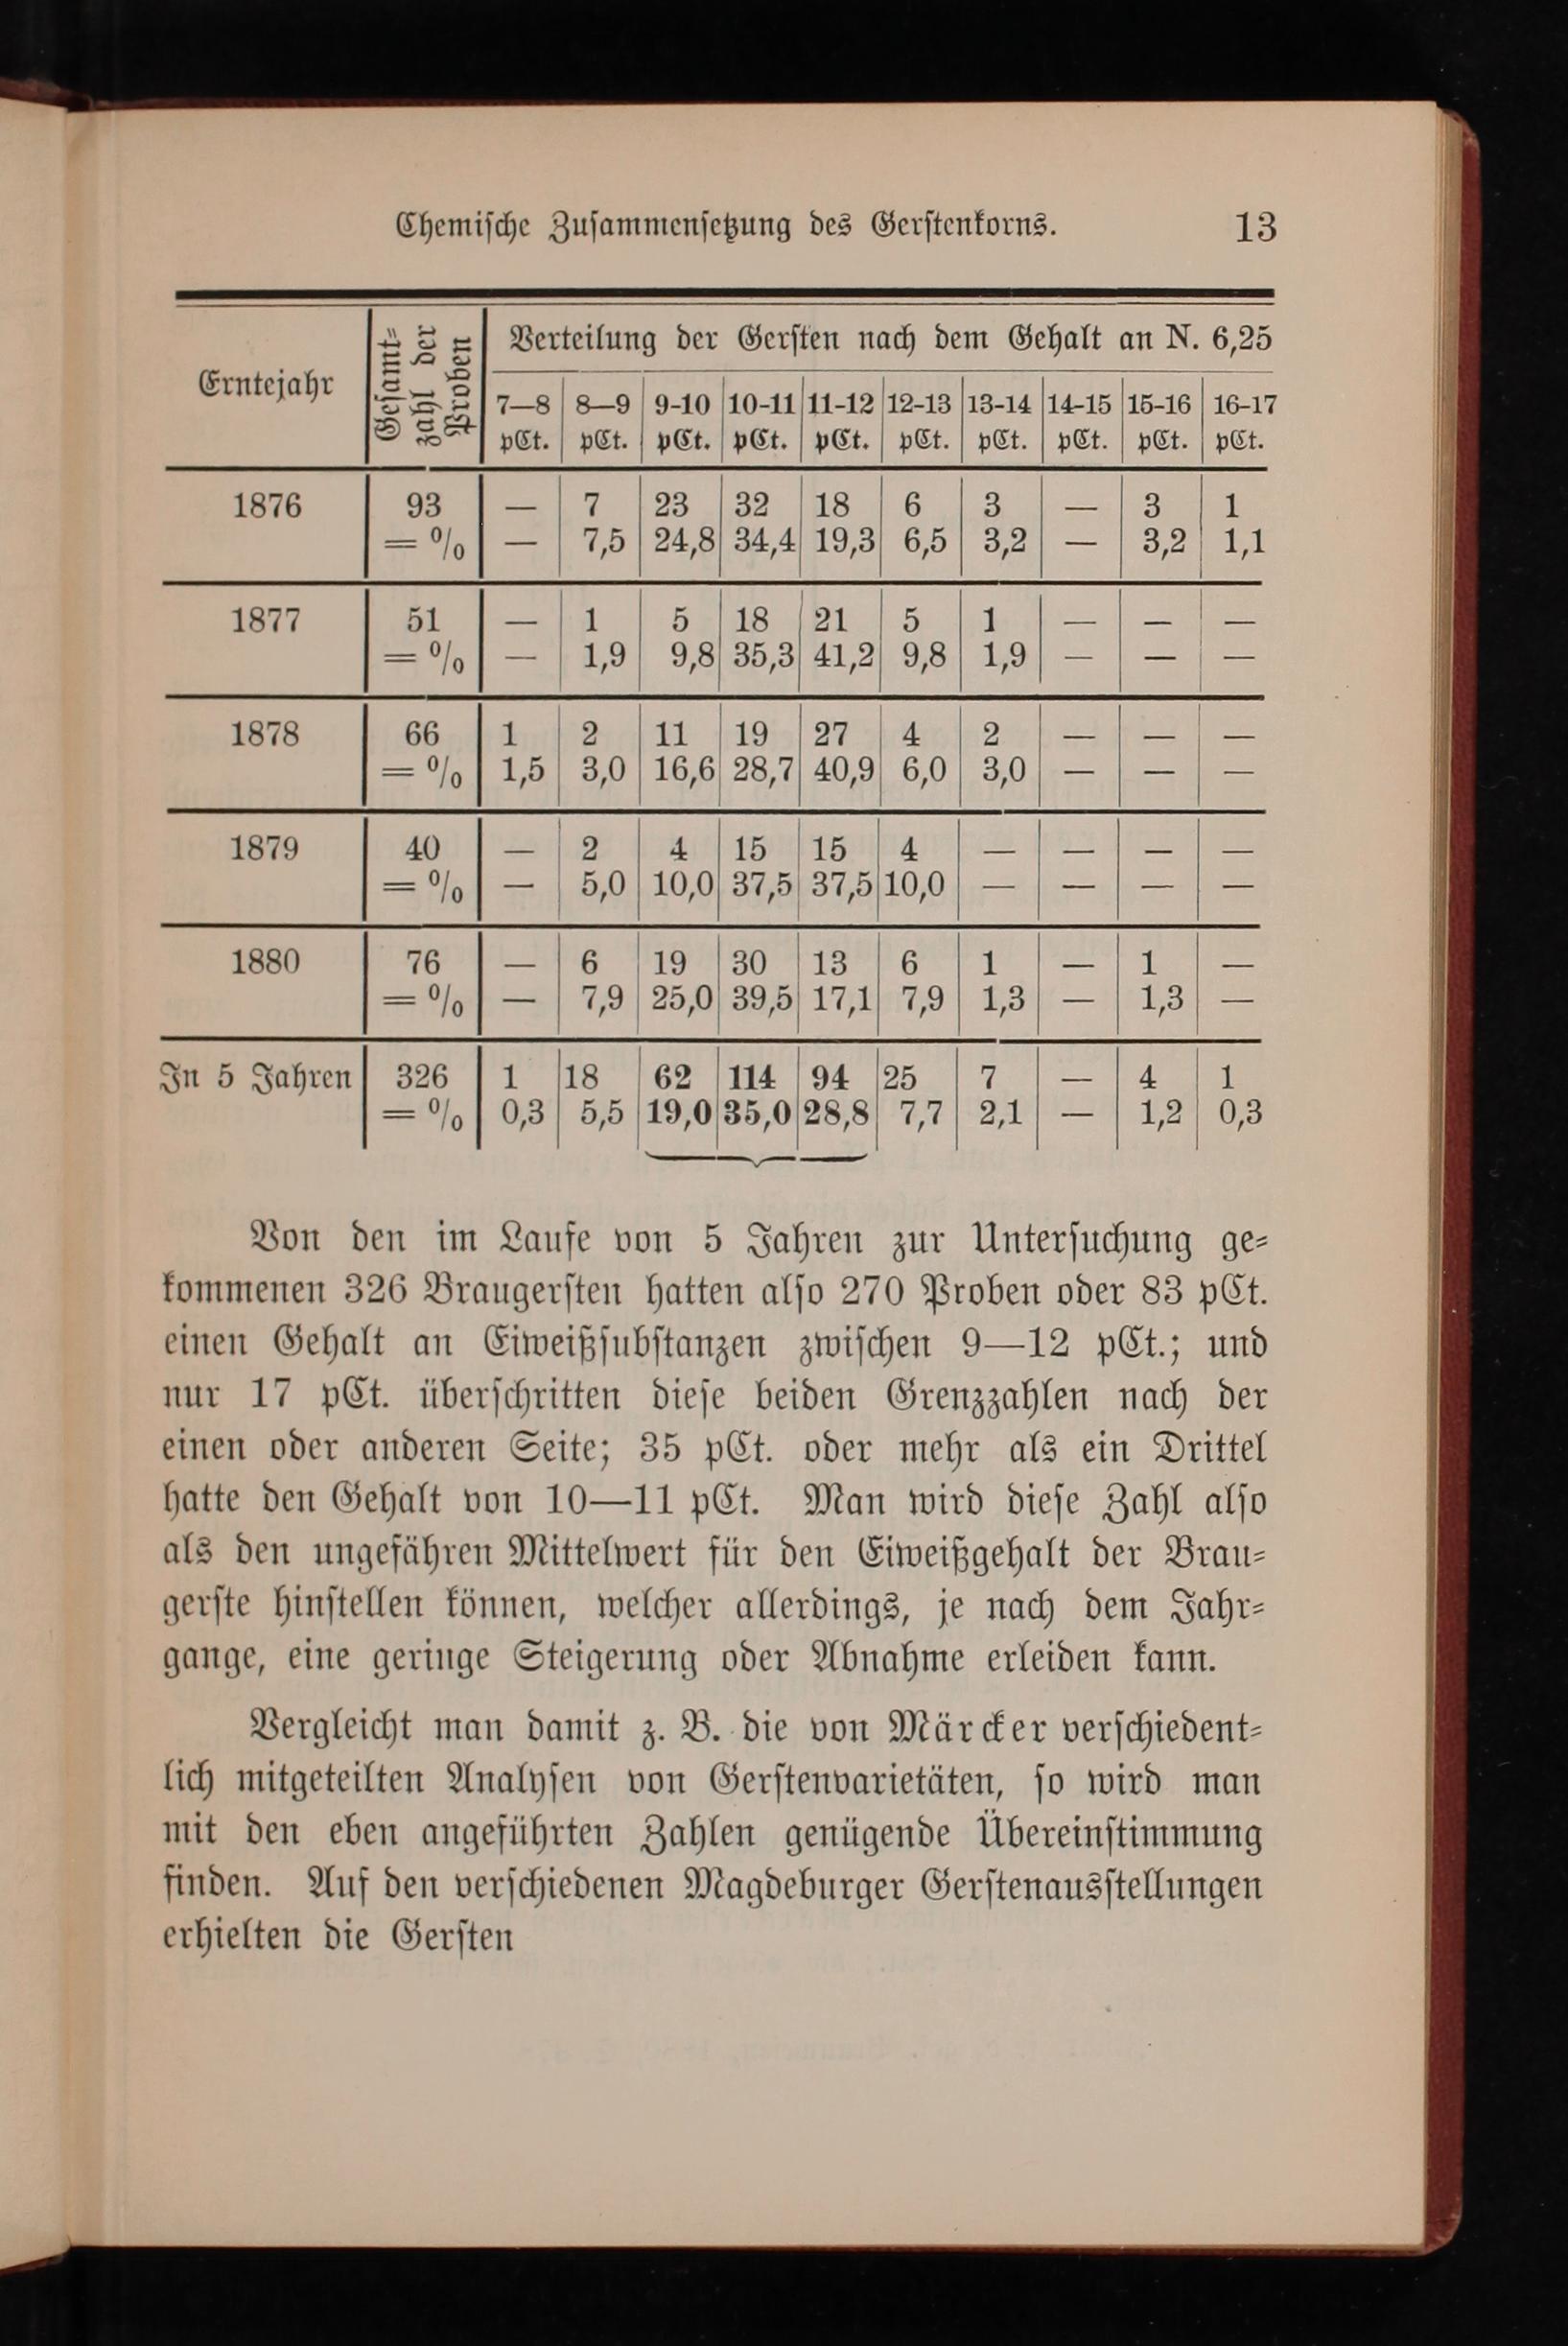 Chemiſche Zuſammenſetzung des Gerſtenkorns. 13
Erntejahr Geſamt⸗ zahl der Proben Verteilung der Gerſten nach dem Gehalt an N. 6,25
7—8 8—9 9-10 10-11 11-12 12-13 13-14 14-15 15-16 16-17
pCt. pCt. pCt. pCt. pCt. pCt. pCt. pCt. pCt. pCt.
1876 93 — 7 23 32 18 6 3 — 3 1
= % — 7,5 24,8 34,4 19,3 6,5 3,2 — 3,2 1,1
1877 51 — 1 5 18 21 5 1 — — —
= % — 1,9 9,8 35,3 41,2 9,8 1,9 — — —
1878 66 1 2 11 19 27 4 2 — — —
= % 1,5 3,0 16,6 28,7 40,9 6,0 3,0 — — —
1879 40 — 2 4 15 15 4 — — — —
= % — 5,0 10,0 37,5 37,5 10,0 — — — —
1880 76 — 6 19 30 13 6 1 — 1 —
= % — 7,9 25,0 39,5 17,1 7,9 1,3 — 1,3 —
In 5 Jahren 326 1 18 62 114 94 25 7 — 4 1
= % 0,3 5,5 19,0 35,0 28,8 7,7 2,1 — 1,2 0,3
Von den im Laufe von 5 Jahren zur Unterſuchung ge⸗
kommenen 326 Braugerſten hatten alſo 270 Proben oder 83 pCt.
einen Gehalt an Eiweißſubſtanzen zwiſchen 9—12 pCt.; und
nur 17 pCt. überſchritten dieſe beiden Grenzzahlen nach der
einen oder anderen Seite; 35 pCt. oder mehr als ein Drittel
hatte den Gehalt von 10—11 pCt. Man wird dieſe Zahl alſo
als den ungefähren Mittelwert für den Eiweißgehalt der Brau⸗
gerſte hinſtellen können, welcher allerdings, je nach dem Jahr⸗
gange, eine geringe Steigerung oder Abnahme erleiden kann.
Vergleicht man damit z. B. die von Märcker verſchiedent⸗
lich mitgeteilten Analyſen von Gerſtenvarietäten, ſo wird man
mit den eben angeführten Zahlen genügende Übereinſtimmung
finden. Auf den verſchiedenen Magdeburger Gerſtenausſtellungen
erhielten die Gerſten